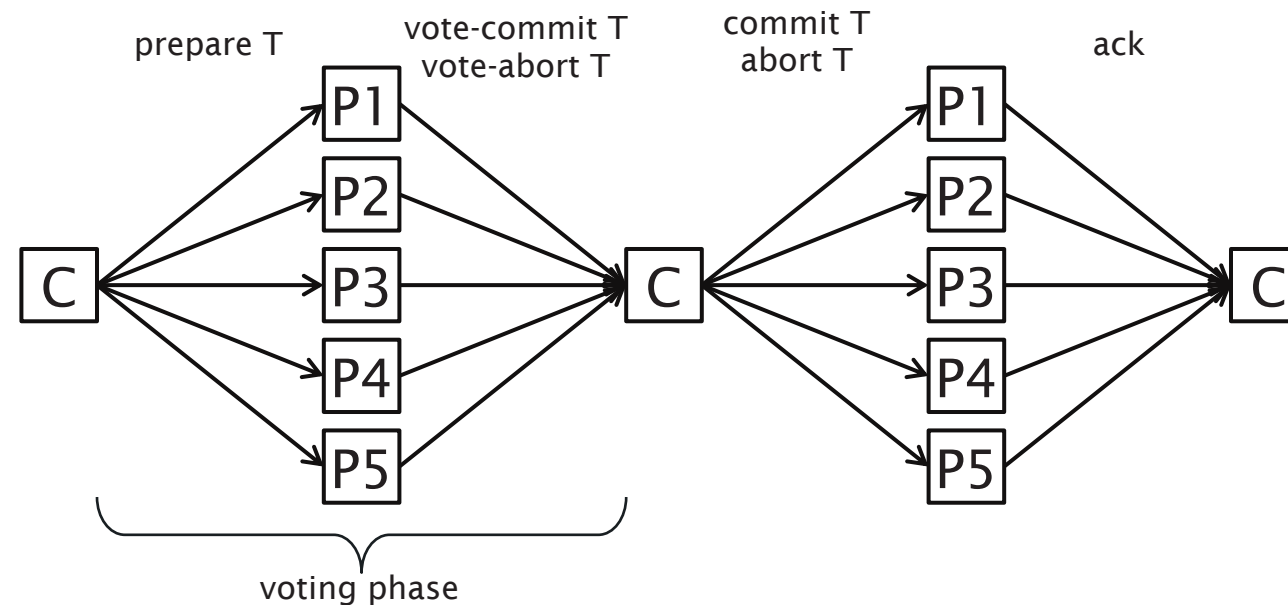 prepare T
vote-commit T
vote-abort T
commit T
abort T
ack
P1
P1
P2
P2
C
P3
C
P3
C
P4
P4
P5
P5
voting phase